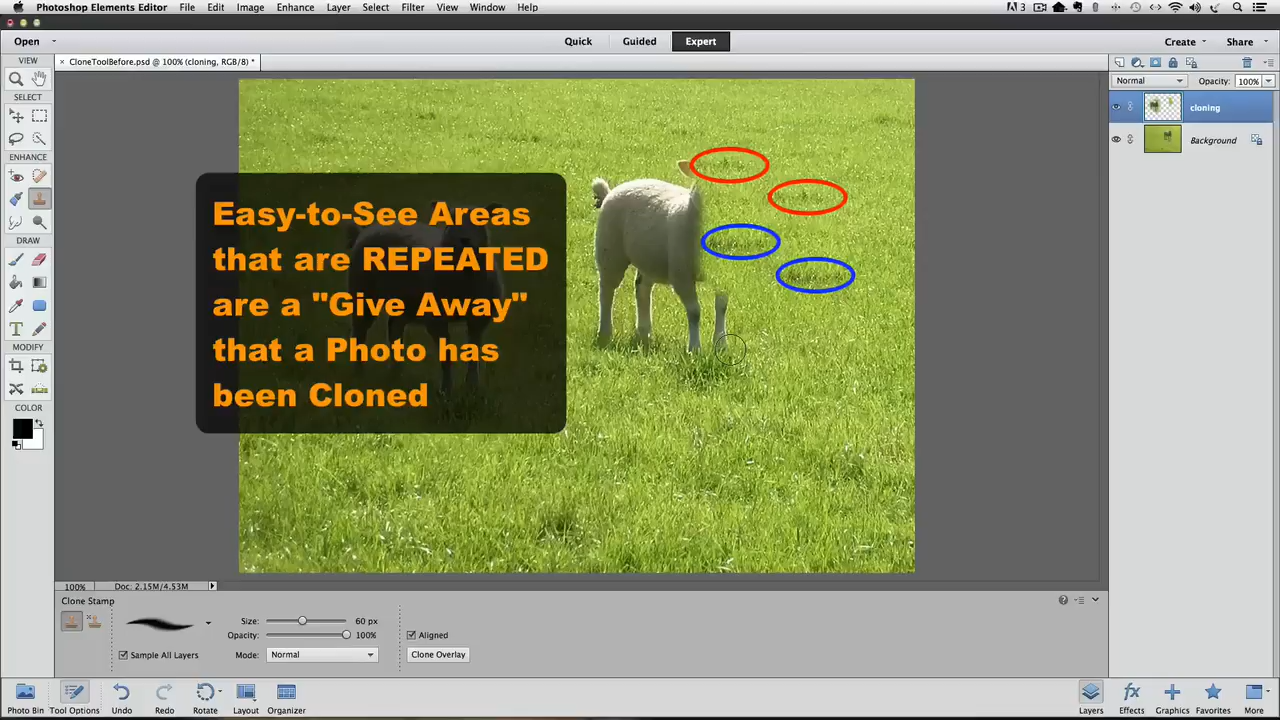 Photoshop Elements Editor File Edit Image Enhance Layer Select Filter View Window Help
3
Open Quick Guided Expert Create Share
VIEW
CloneToolBefore.psd @ 100% (cloning, RGB/8) *
Normal Opacity: 100%
SELECT
cloning
Background
ENHANCE
Easy-to-See Areas
that are REPEATED
are a "Give Away"
that a Photo has
been Cloned
DRAW
MODIFY
COLOR
100% Doc: 2.15M/4.53M
Clone Stamp
Size: 60 px
Opacity: 100%
Aligned
Sample All Layers
Mode: Normal
Clone Overlay
Photo Bin Tool Options Undo Redo Rotate Layout Organizer Layers Effects Graphics Favorites More